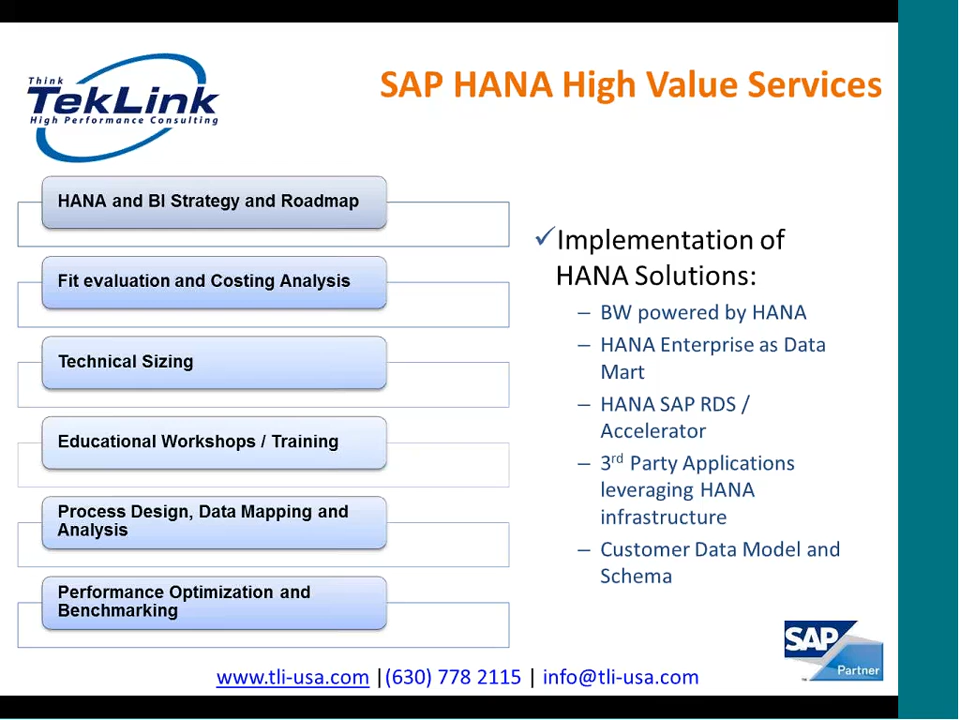 Think
TekLink
High Performance Consulting
SAP HANA High Value Services
HANA and BI Strategy and Roadmap
Fit evaluation and Costing Analysis
Technical Sizing
Educational Workshops / Training
Process Design, Data Mapping and
Analysis
Performance Optimization and
Benchmarking
✓Implementation of
HANA Solutions:
– BW powered by HANA
– HANA Enterprise as Data
Mart
– HANA SAP RDS /
Accelerator
– 3rd Party Applications
leveraging HANA
infrastructure
– Customer Data Model and
Schema
SAP
Partner
www.tli-usa.com |(630) 778 2115 | info@tli-usa.com